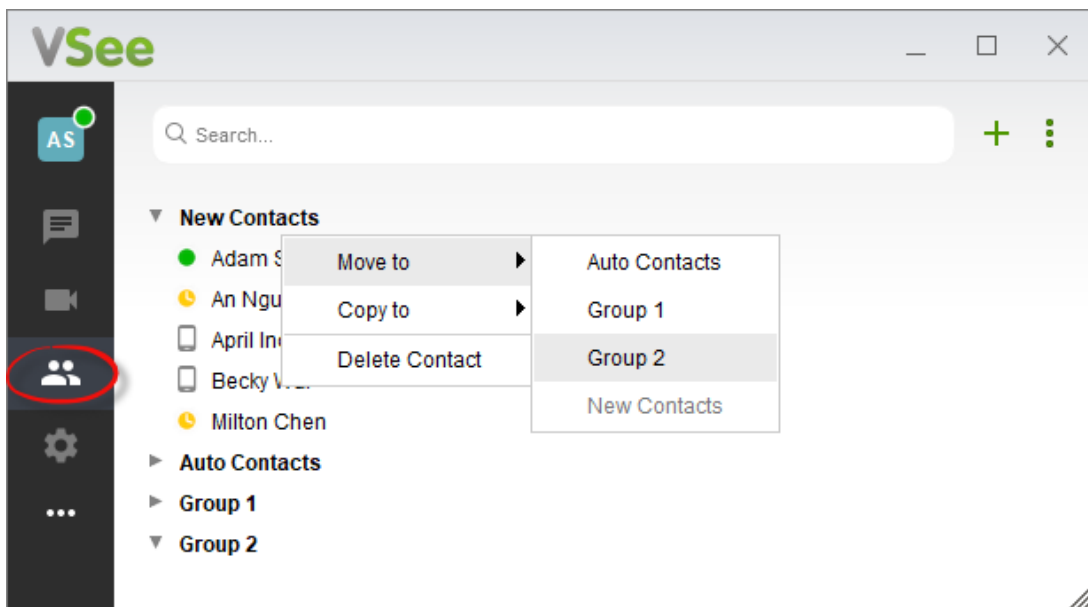 VSee
AS
Search...
New Contacts
Adam S
An Ngu
April In
Becky
Milton Chen
Auto Contacts
Group 1
Group 2
Move to
Copy to
Delete Contact
Auto Contacts
Group 1
Group 2
New Contacts